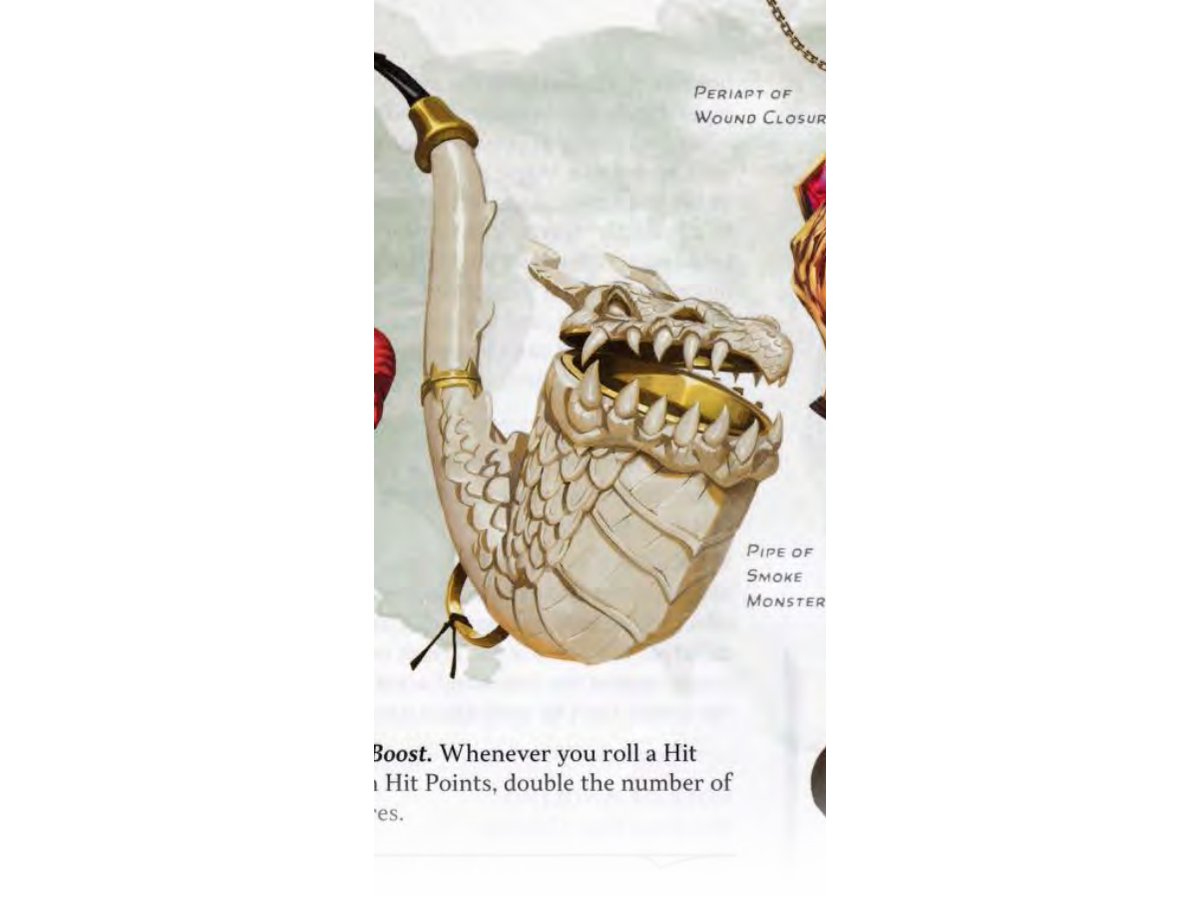 PERIAPT OF
WOUND CLOSUR
PIPE OF
SMOKE
MONSTER
Boost. Whenever you roll a Hit
Hit Points, double the number of
es.